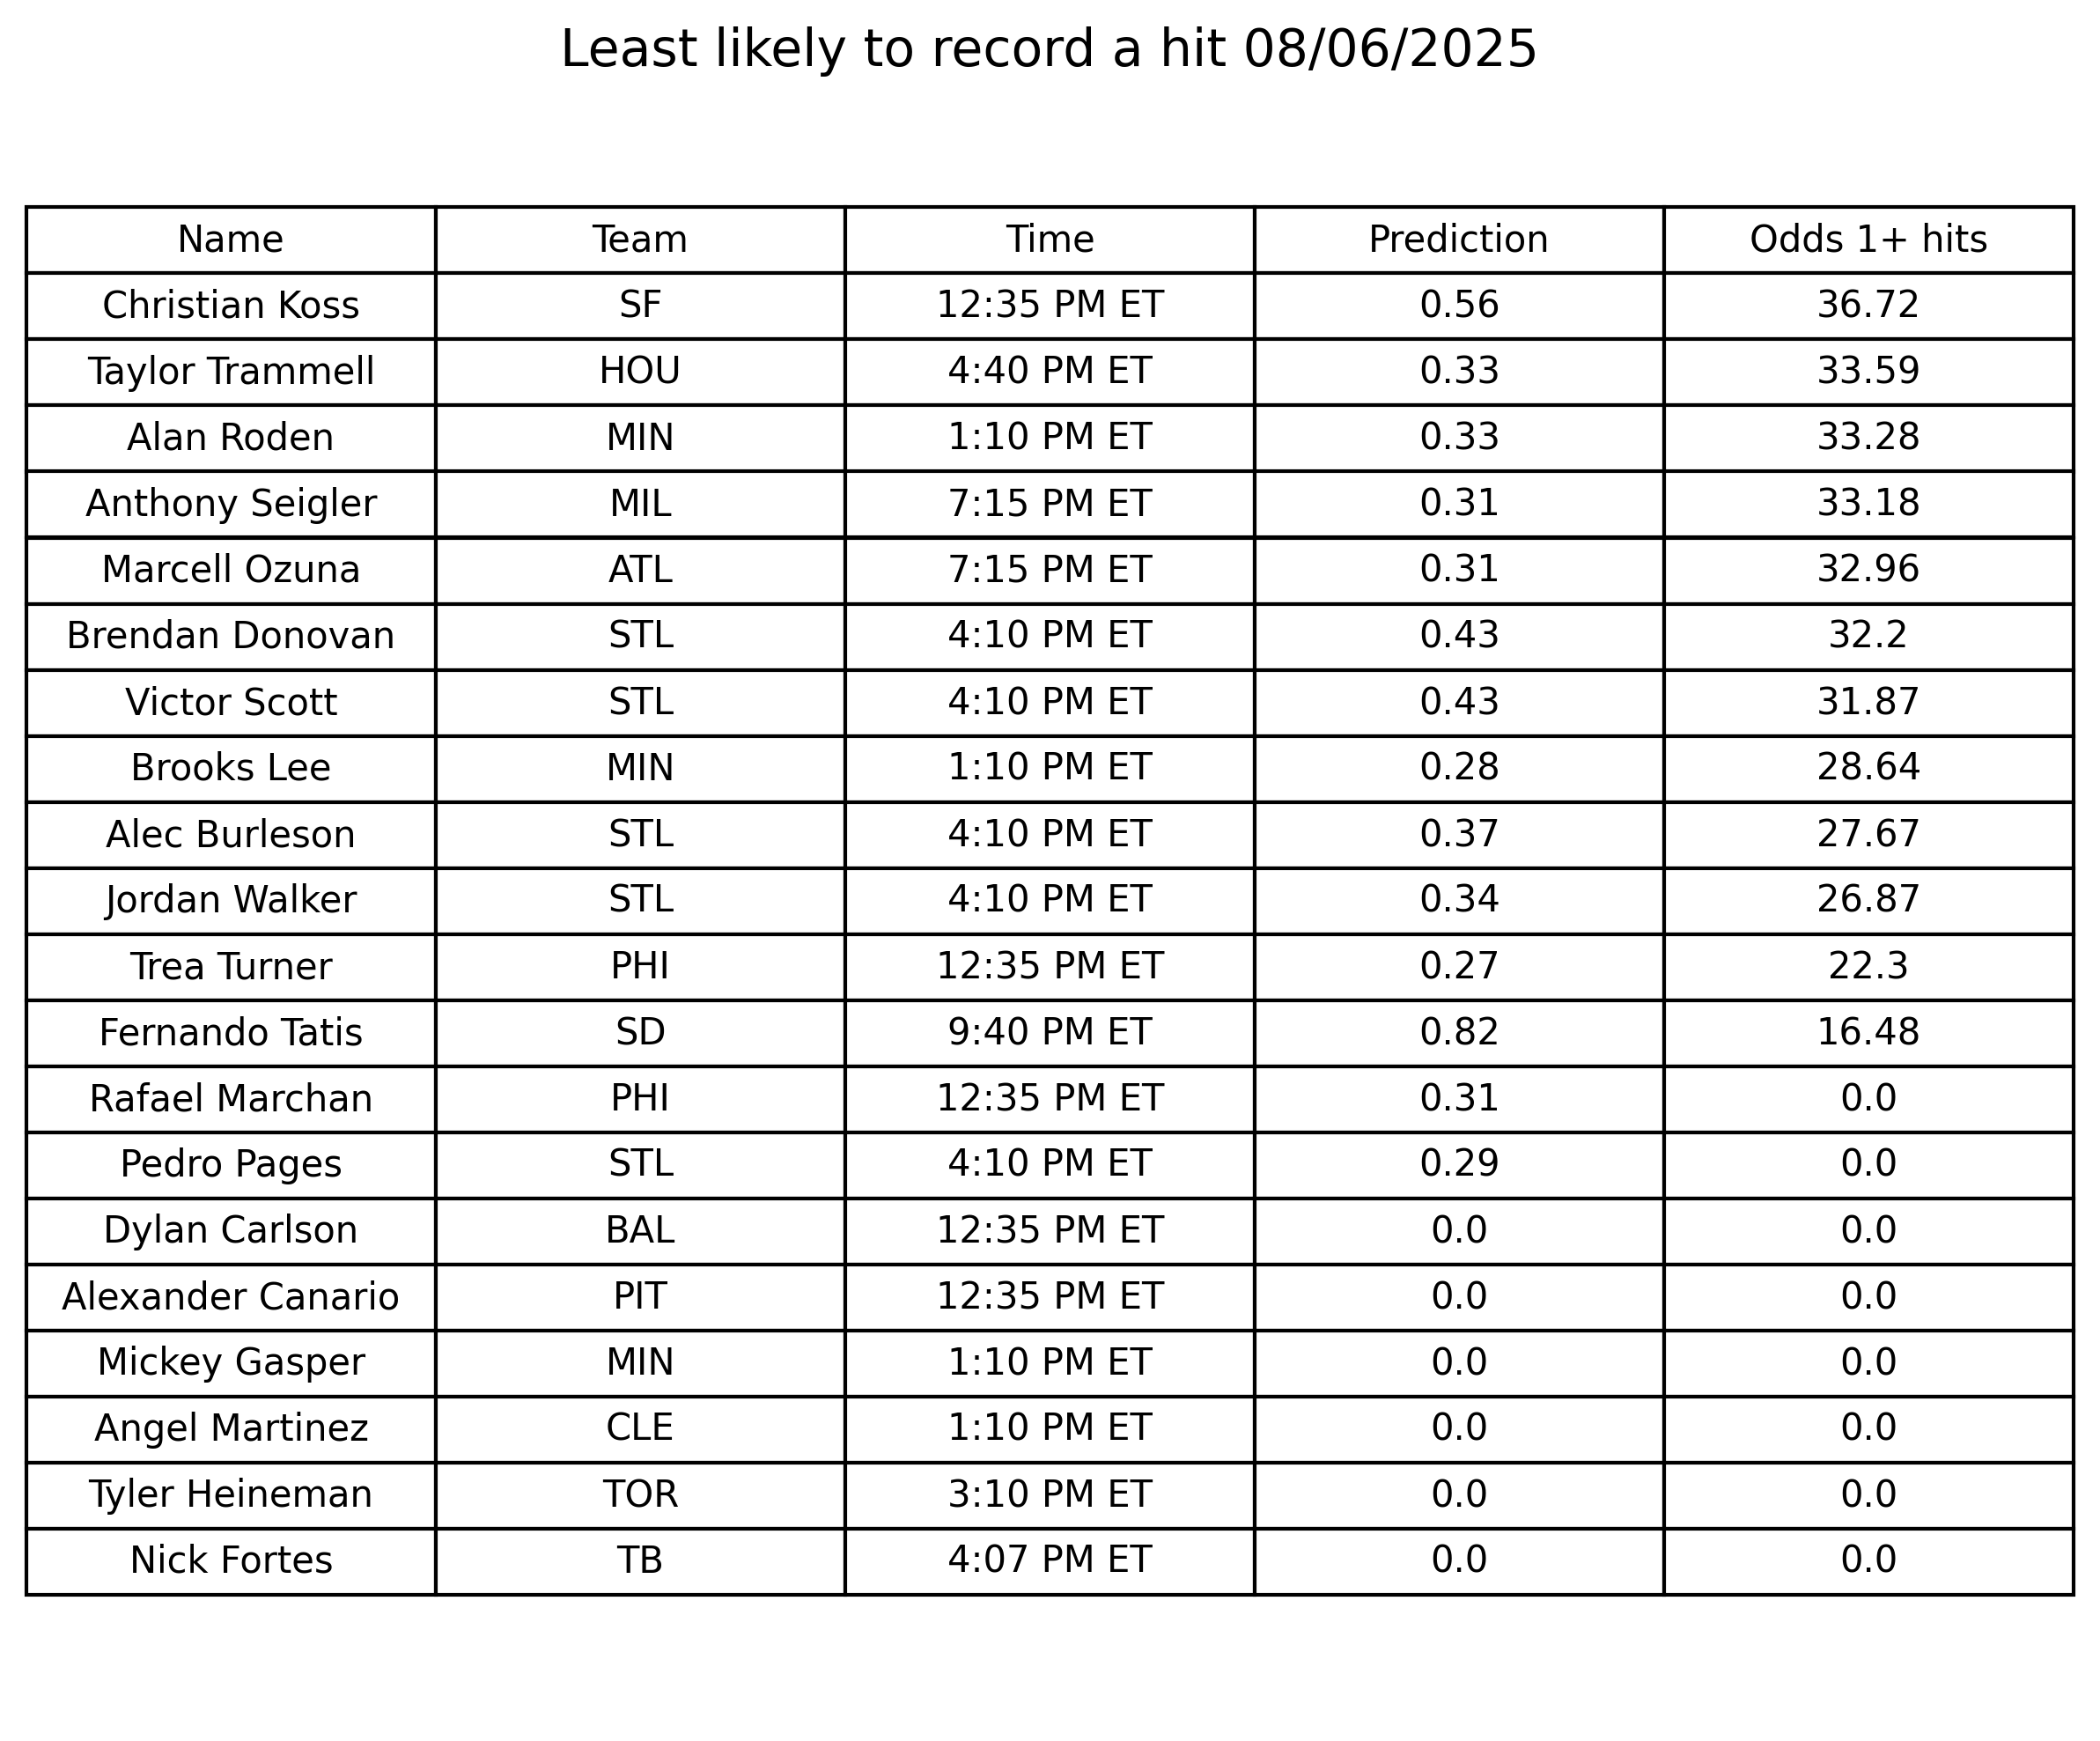 Least likely to record a hit 08/06/2025
Name Team Time Prediction Odds 1+ hits
Christian Koss SF 12:35 PM ET 0.56 36.72
Taylor Trammell HOU 4:40 PM ET 0.33 33.59
Alan Roden MIN 1:10 PM ET 0.33 33.28
Anthony Seigler MIL 7:15 PM ET 0.31 33.18
Marcell Ozuna ATL 7:15 PM ET 0.31 32.96
Brendan Donovan STL 4:10 PM ET 0.43 32.2
Victor Scott STL 4:10 PM ET 0.43 31.87
Brooks Lee MIN 1:10 PM ET 0.28 28.64
Alec Burleson STL 4:10 PM ET 0.37 27.67
Jordan Walker STL 4:10 PM ET 0.34 26.87
Trea Turner PHI 12:35 PM ET 0.27 22.3
Fernando Tatis SD 9:40 PM ET 0.82 16.48
Rafael Marchan PHI 12:35 PM ET 0.31 0.0
Pedro Pages STL 4:10 PM ET 0.29 0.0
Dylan Carlson BAL 12:35 PM ET 0.0 0.0
Alexander Canario PIT 12:35 PM ET 0.0 0.0
Mickey Gasper MIN 1:10 PM ET 0.0 0.0
Angel Martinez CLE 1:10 PM ET 0.0 0.0
Tyler Heineman TOR 3:10 PM ET 0.0 0.0
Nick Fortes TB 4:07 PM ET 0.0 0.0